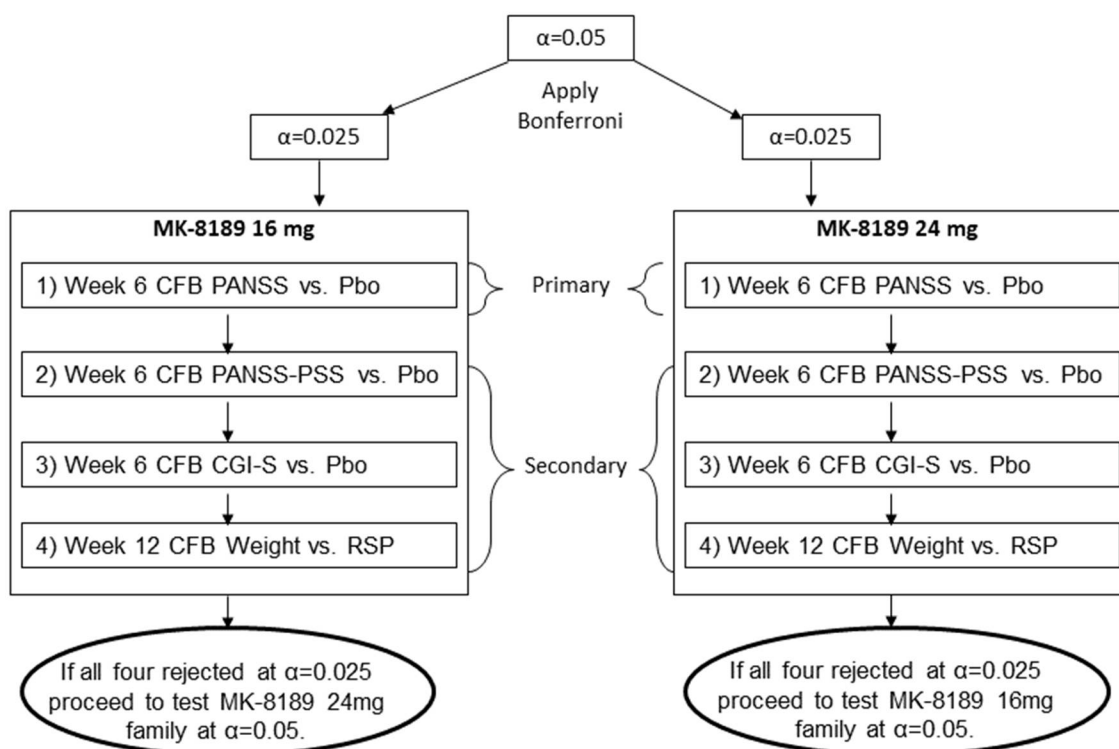 α=0.05
Apply
Bonferroni
α=0.025
α=0.025
MK-8189 16 mg
1) Week 6 CFB PANSS vs. Pbo
2) Week 6 CFB PANSS-PSS vs. Pbo
3) Week 6 CFB CGI-S vs. Pbo
4) Week 12 CFB Weight vs. RSP
If all four rejected at α=0.025
proceed to test MK-8189 24mg
family at α=0.05.
Primary
Secondary
MK-8189 24 mg
1) Week 6 CFB PANSS vs. Pbo
2) Week 6 CFB PANSS-PSS vs. Pbo
3) Week 6 CFB CGI-S vs. Pbo
4) Week 12 CFB Weight vs. RSP
If all four rejected at α=0.025
proceed to test MK-8189 16mg
family at α=0.05.